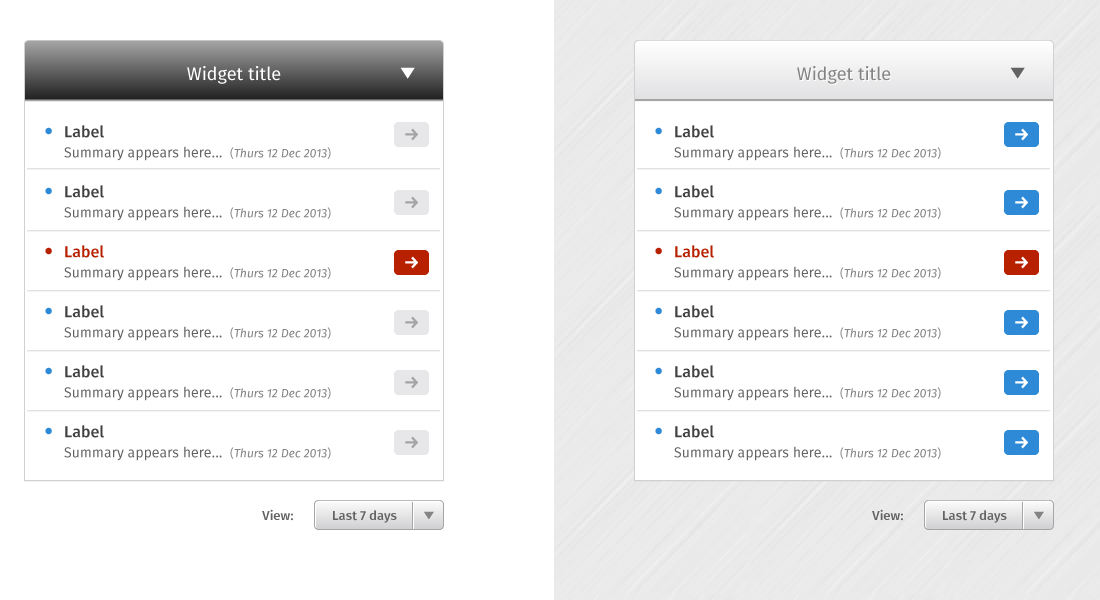 Widget title
Label
Summary appears here... (Thurs 12 Dec 2013)
Label
Summary appears here... (Thurs 12 Dec 2013)
Label
Summary appears here... (Thurs 12 Dec 2013)
Label
Summary appears here... (Thurs 12 Dec 2013)
Label
Summary appears here... (Thurs 12 Dec 2013)
Label
Summary appears here... (Thurs 12 Dec 2013)
View: Last 7 days
Widget title
Label
Summary appears here... (Thurs 12 Dec 2013)
Label
Summary appears here... (Thurs 12 Dec 2013)
Label
Summary appears here... (Thurs 12 Dec 2013)
Label
Summary appears here... (Thurs 12 Dec 2013)
Label
Summary appears here... (Thurs 12 Dec 2013)
Label
Summary appears here... (Thurs 12 Dec 2013)
View: Last 7 days